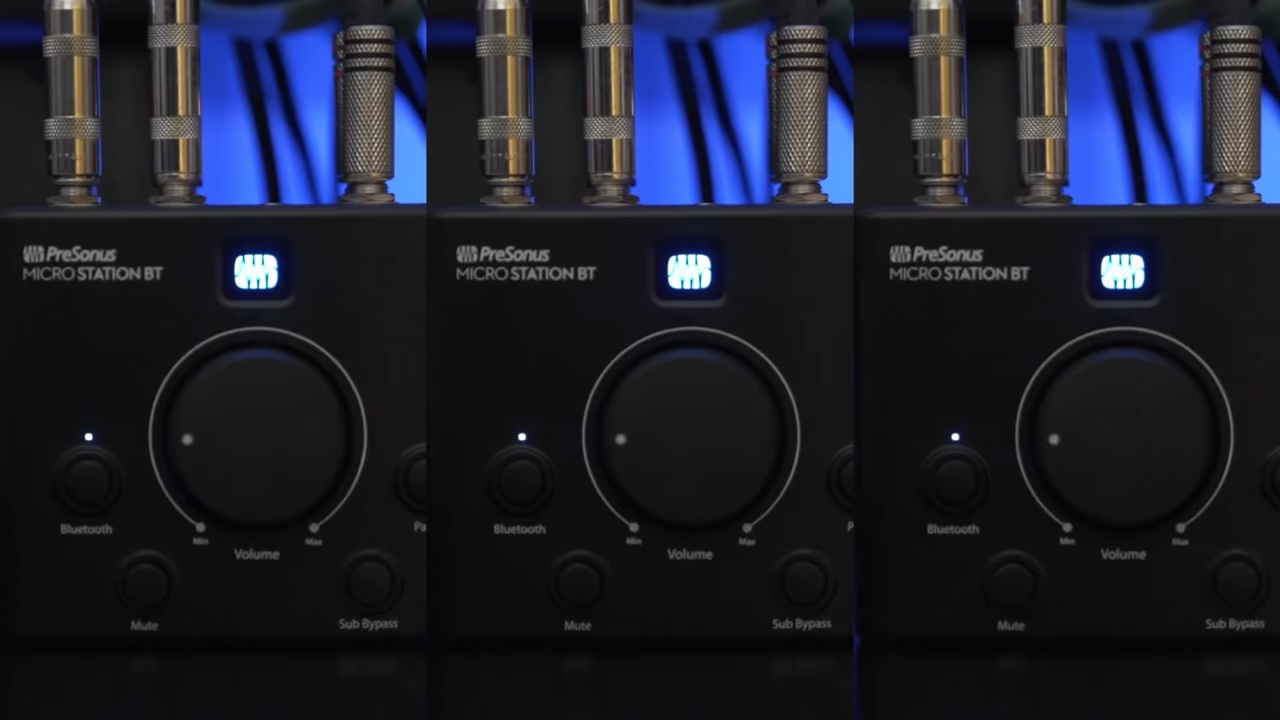 PreSonus
MICRO STATION BT
Bluetooth
Min
Max
Volume
Mute
Sub Bypass
PreSonus
MICRO STATION BT
Bluetooth
Min
Max
Volume
Mute
Sub Bypass
PreSonus
MICRO STATION BT
Bluetooth
Min
Max
Volume
Mute
Sub Bypass